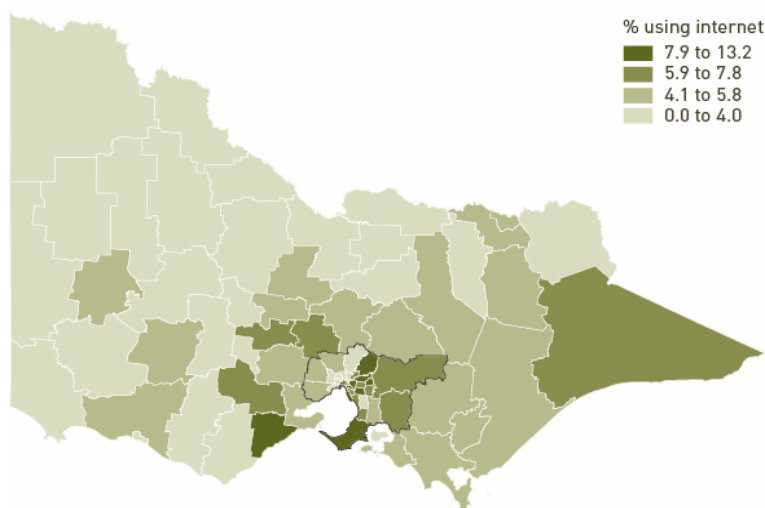 % using internet
7.9 to 13.2
5.9 to 7.8
4.1 to 5.8
0.0 to 4.0